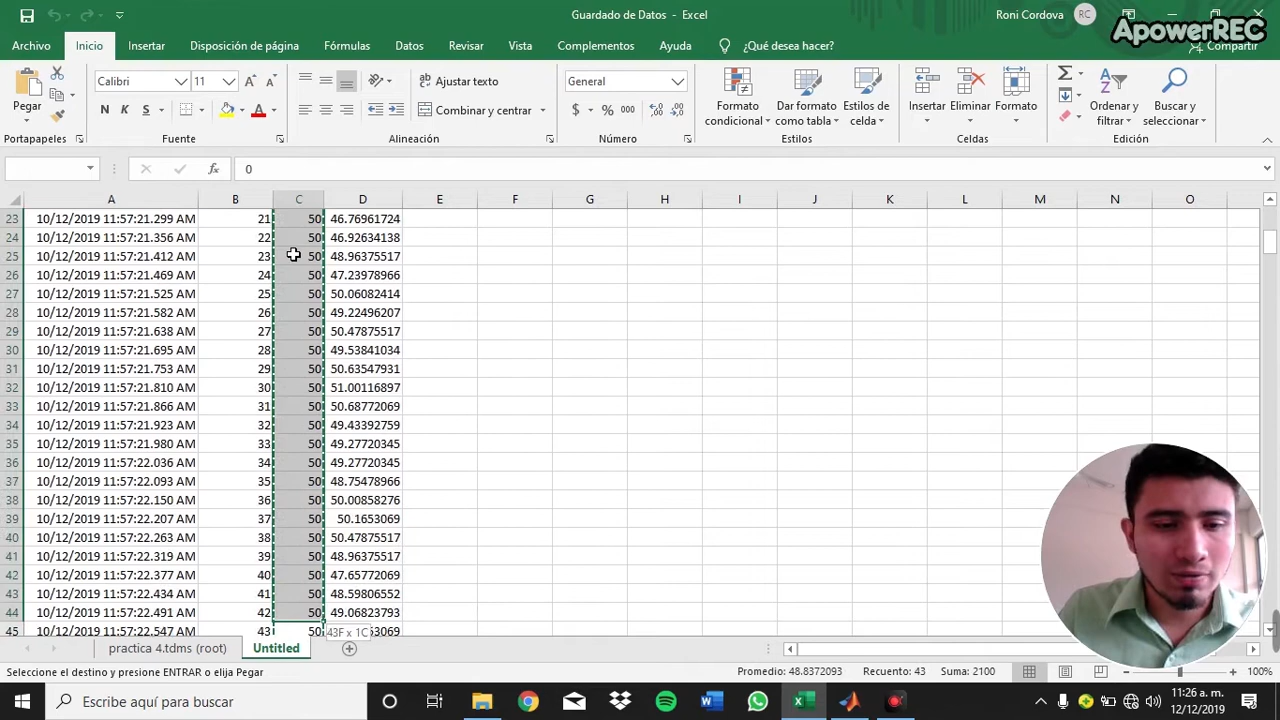 Guardado de Datos - Excel
Roni Cordova
RC
ApowerREC
Archivo
Inicio
Insertar
Disposición de página
Fórmulas
Datos
Revisar
Vista
Complementos
Ayuda
¿Qué desea hacer?
Compartir
Pegar
Calibri
11
N K S
Ajustar texto
Combinar y centrar
General
$ % 000
Formato condicional
Dar formato como tabla
Estilos de celda
Insertar
Eliminar
Formato
Ordenar y filtrar
Buscar y seleccionar
Portapapeles
Fuente
Alineación
Número
Estilos
Celdas
Edición
fx
0
A B C D E F G H I J K L M N O
23 10/12/2019 11:57:21.299 AM 21 50 46.76961724
24 10/12/2019 11:57:21.356 AM 22 50 46.92634138
25 10/12/2019 11:57:21.412 AM 23 50 48.96375517
26 10/12/2019 11:57:21.469 AM 24 50 47.23978966
27 10/12/2019 11:57:21.525 AM 25 50 50.06082414
28 10/12/2019 11:57:21.582 AM 26 50 49.22496207
29 10/12/2019 11:57:21.638 AM 27 50 50.47875517
30 10/12/2019 11:57:21.695 AM 28 50 49.53841034
31 10/12/2019 11:57:21.753 AM 29 50 50.63547931
32 10/12/2019 11:57:21.810 AM 30 50 51.00116897
33 10/12/2019 11:57:21.866 AM 31 50 50.68772069
34 10/12/2019 11:57:21.923 AM 32 50 49.43392759
35 10/12/2019 11:57:21.980 AM 33 50 49.27720345
36 10/12/2019 11:57:22.036 AM 34 50 49.27720345
37 10/12/2019 11:57:22.093 AM 35 50 48.75478966
38 10/12/2019 11:57:22.150 AM 36 50 50.00858276
39 10/12/2019 11:57:22.207 AM 37 50 50.1653069
40 10/12/2019 11:57:22.263 AM 38 50 50.47875517
41 10/12/2019 11:57:22.319 AM 39 50 48.96375517
42 10/12/2019 11:57:22.377 AM 40 50 47.65772069
43 10/12/2019 11:57:22.434 AM 41 50 48.59806552
44 10/12/2019 11:57:22.491 AM 42 50 49.06823793
45 10/12/2019 11:57:22.547 AM 43 50
43F x 1C
practica 4.tdms (root)
Untitled
Seleccione el destino y presione ENTRAR o elija Pegar
Promedio: 48.8372093
Recuento: 43
Suma: 2100
100%
Escribe aquí para buscar
11:26 a. m.
12/12/2019